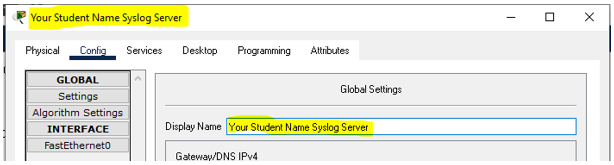 Your Student Name Syslog Server
Physical Config Services Desktop Programming Attributes
GLOBAL
Settings
Algorithm Settings
INTERFACE
FastEthernet0
Global Settings
Display Name Your Student Name Syslog Server
Gateway/DNS IPv4